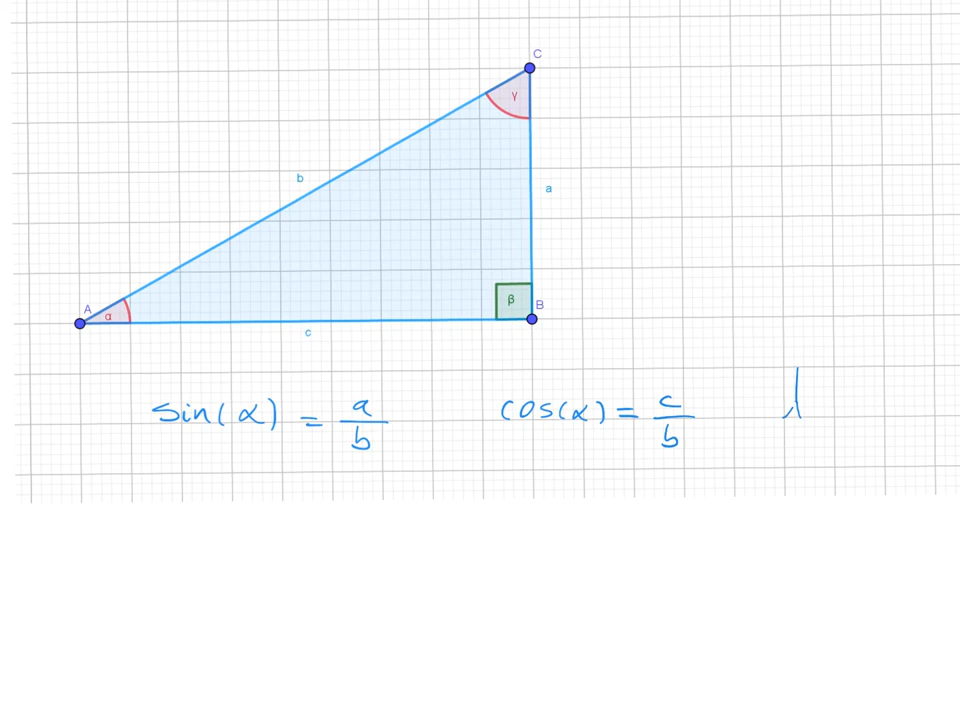 C
γ
b
a
A
α
β
B
c
sin(α) = a/b cos(α) = c/b